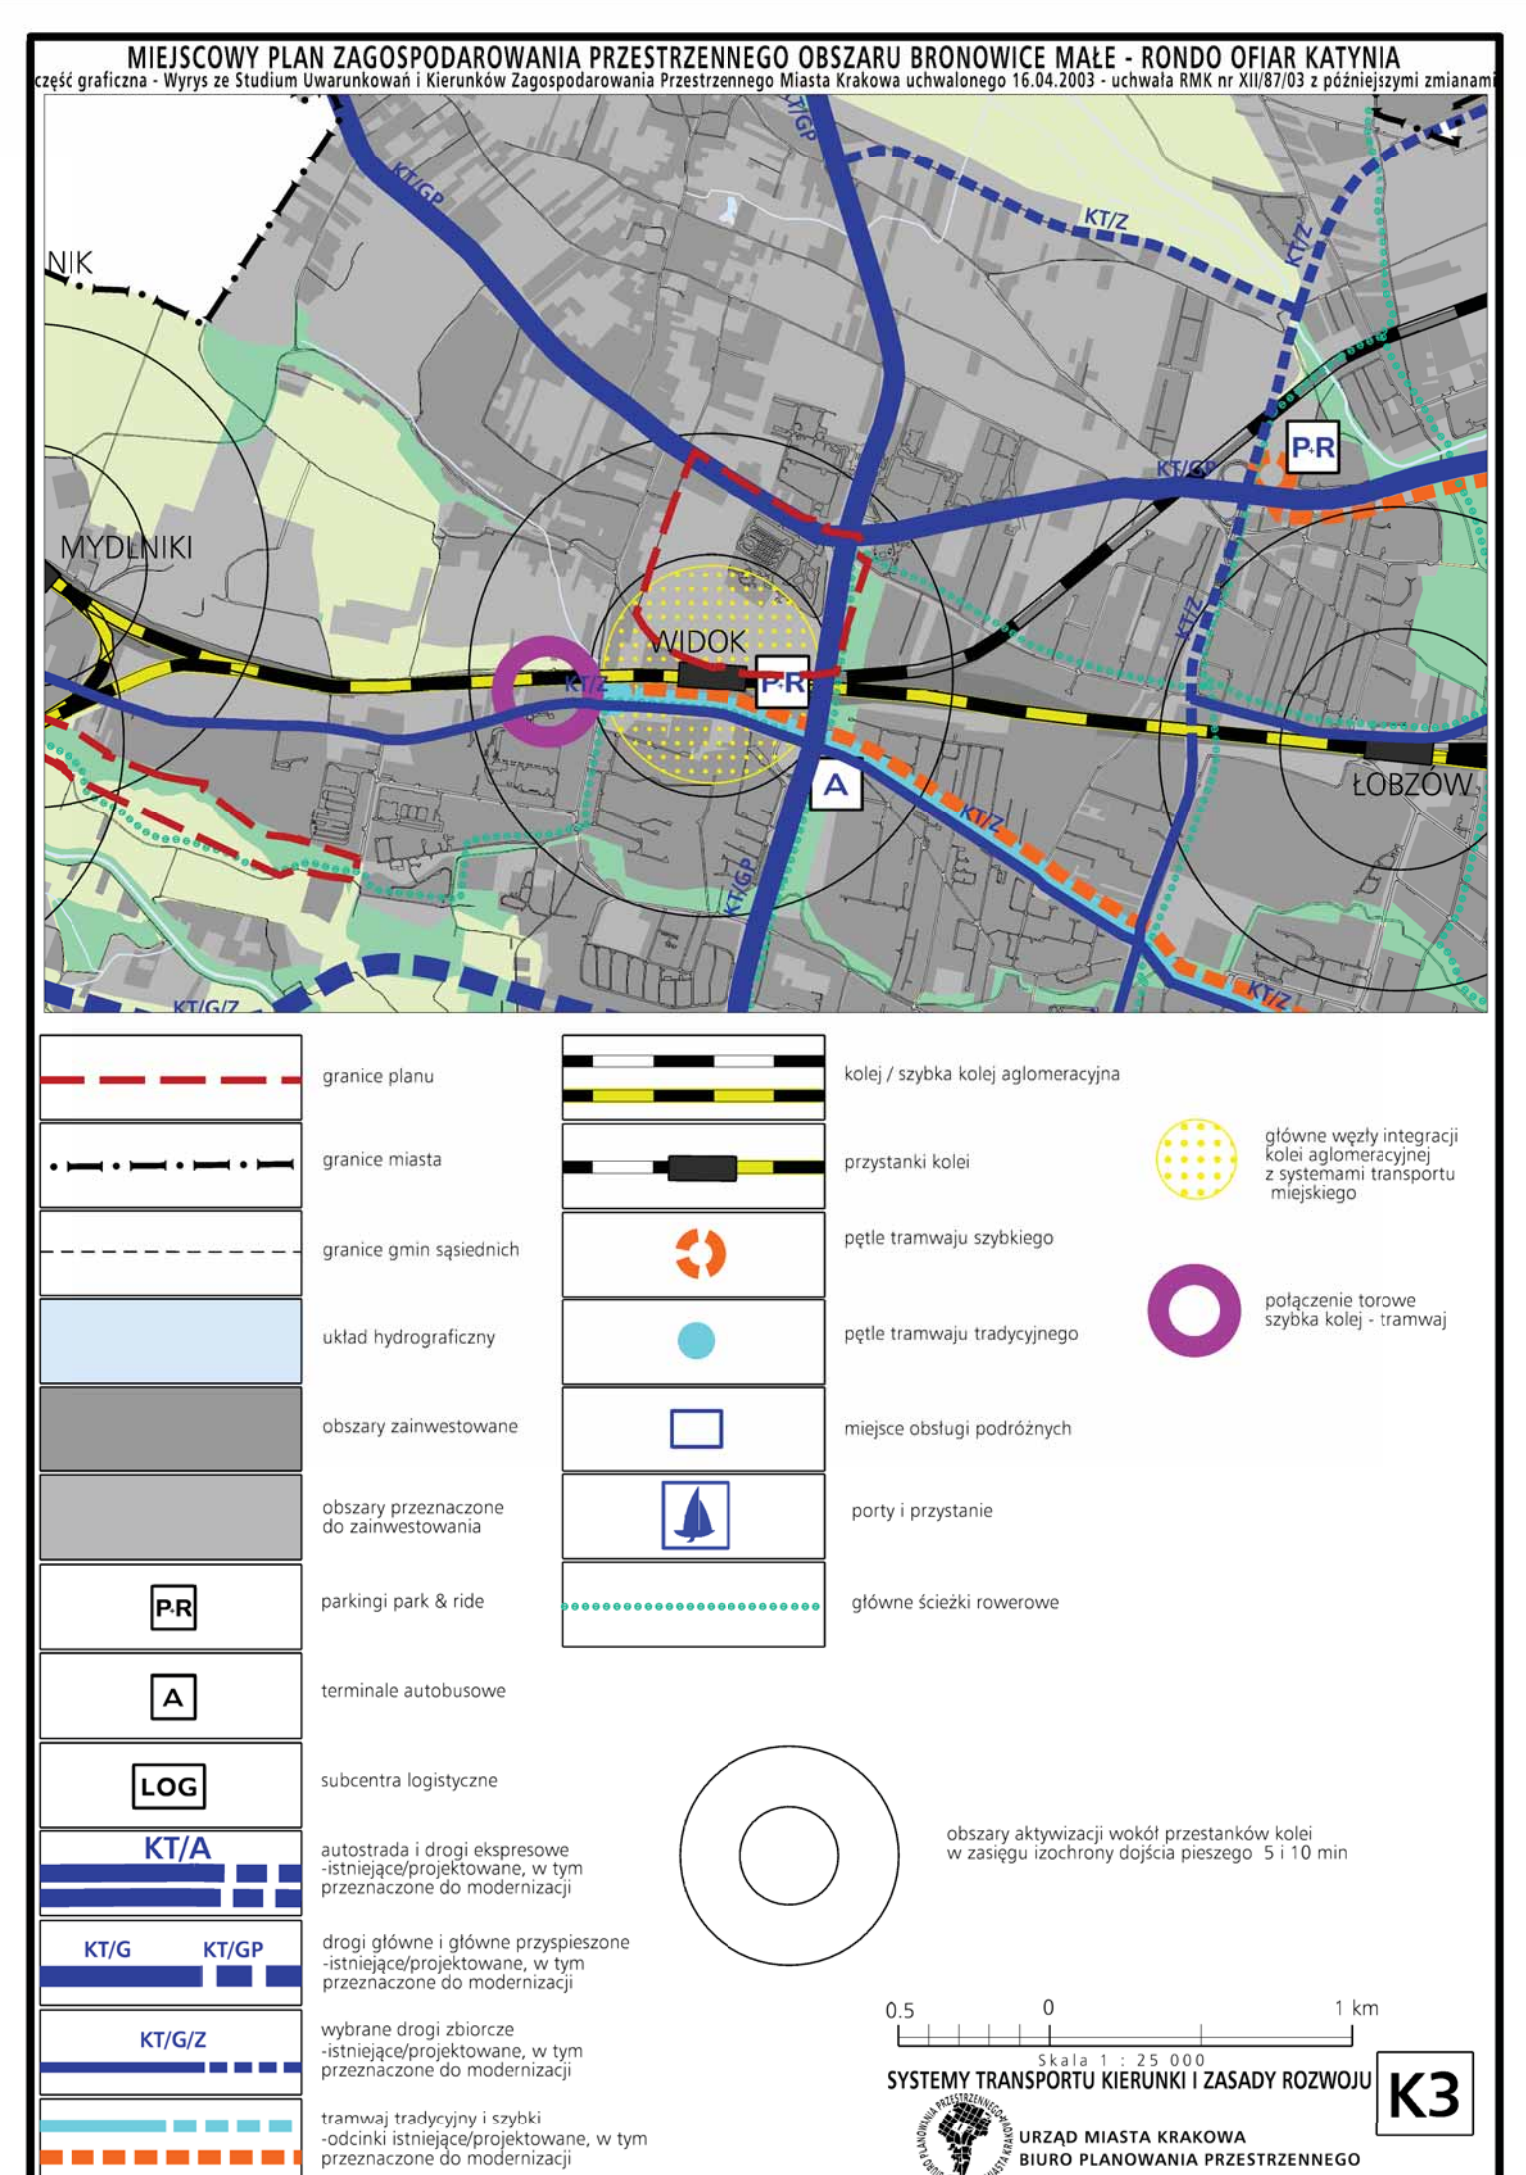 MIEJSCOWY PLAN ZAGOSPODAROWANIA PRZESTRZENNEGO OBSZARU BRONOWICE MAŁE - RONDO OFIAR KATYNIA
część graficzna - Wyrys ze Studium Uwarunkowań i Kierunków Zagospodarowania Przestrzennego Miasta Krakowa uchwalonego 16.04.2003 - uchwała RMK nr XII/87/03 z późniejszymi zmianami
KT/GP
KT/GP
KT/Z
KT/Z
NIK
P+R
KT/GP
MYDLNIKI
KT/Z
WIDOK
KT/Z
P+R
A
ŁOBZÓW
KT/Z
KT/GP
KT/Z
KT/G/Z
granice planu
granice miasta
granice gmin sąsiednich
układ hydrograficzny
obszary zainwestowane
obszary przeznaczone
do zainwestowania
P+R
parkingi park & ride
A
terminale autobusowe
LOG
subcentra logistyczne
KT/A
autostrada i drogi ekspresowe
-istniejące/projektowane, w tym
przeznaczone do modernizacji
KT/G KT/GP
drogi główne i główne przyspieszone
-istniejące/projektowane, w tym
przeznaczone do modernizacji
KT/G/Z
wybrane drogi zbiorcze
-istniejące/projektowane, w tym
przeznaczone do modernizacji
tramwaj tradycyjny i szybki
-odcinki istniejące/projektowane, w tym
przeznaczone do modernizacji
kolej / szybka kolej aglomeracyjna
przystanki kolei
pętle tramwaju szybkiego
pętle tramwaju tradycyjnego
miejsce obsługi podróżnych
porty i przystanie
główne ścieżki rowerowe
główne węzły integracji
kolei aglomeracyjnej
z systemami transportu
miejskiego
połączenie torowe
szybka kolej - tramwaj
obszary aktywizacji wokół przestanków kolei
w zasięgu izochrony dojścia pieszego 5 i 10 min
0.5 0 1 km
Skala 1 : 25 000
SYSTEMY TRANSPORTU KIERUNKI I ZASADY ROZWOJU
K3
URZĄD MIASTA KRAKOWA
BIURO PLANOWANIA PRZESTRZENNEGO